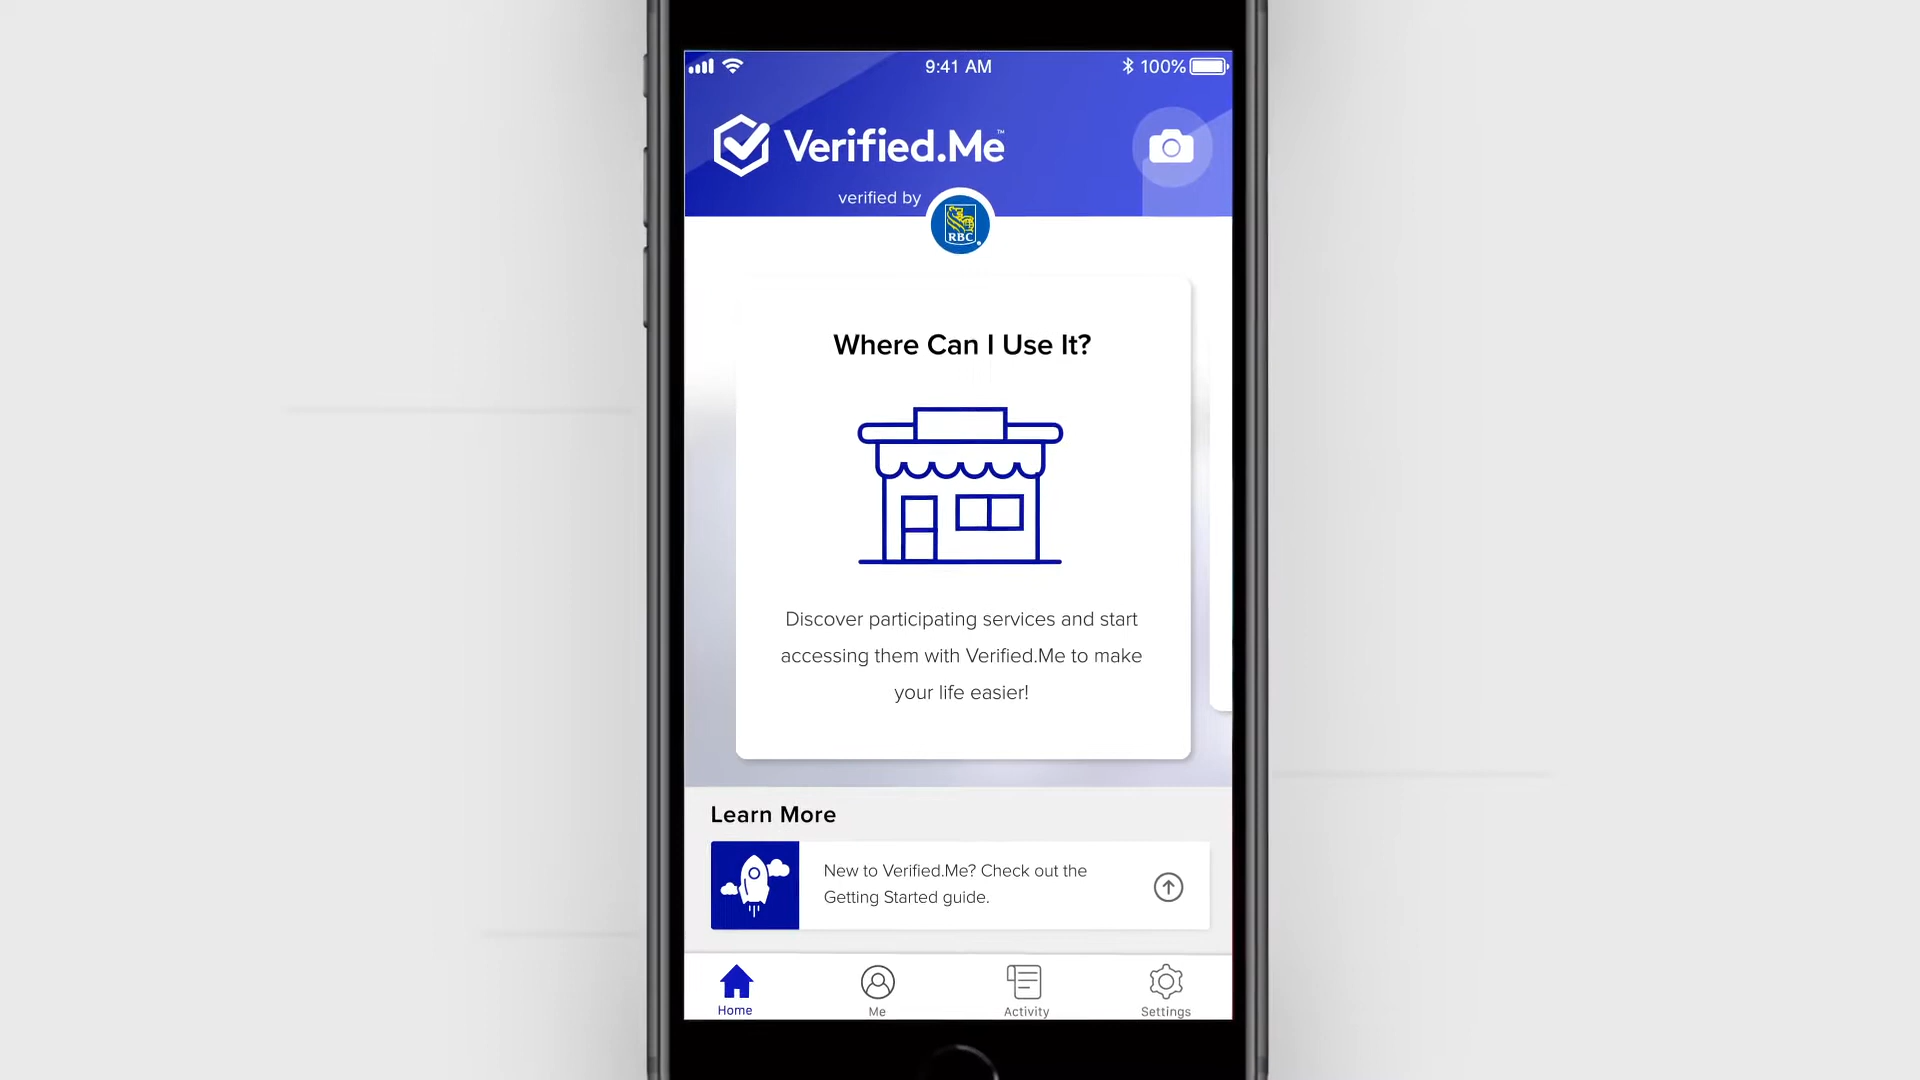 9:41 AM
100%
Verified.Me™
verified by
RBC
Where Can I Use It?
Discover participating services and start
accessing them with Verified.Me to make
your life easier!
Learn More
New to Verified.Me? Check out the
Getting Started guide.
Home
Me
Activity
Settings